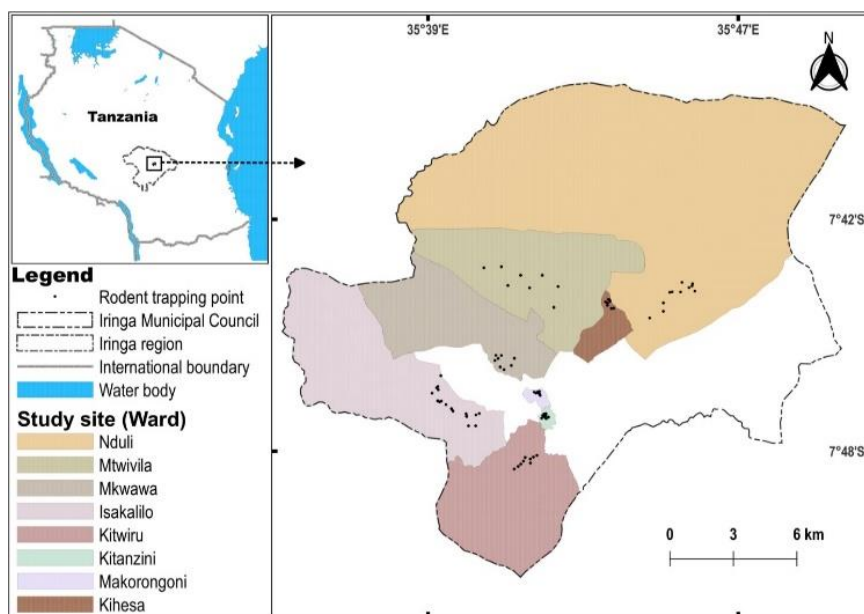 35°39'E
35°47'E
N
Tanzania
7°42'S
Legend
Rodent trapping point
Iringa Municipal Council
Iringa region
International boundary
Water body
Study site (Ward)
Nduli
Mtwivila
Mkwawa
Isakalilo
Kitwiru
Kitanzini
Makorongoni
Kihesa
7°48'S
0 3 6 km